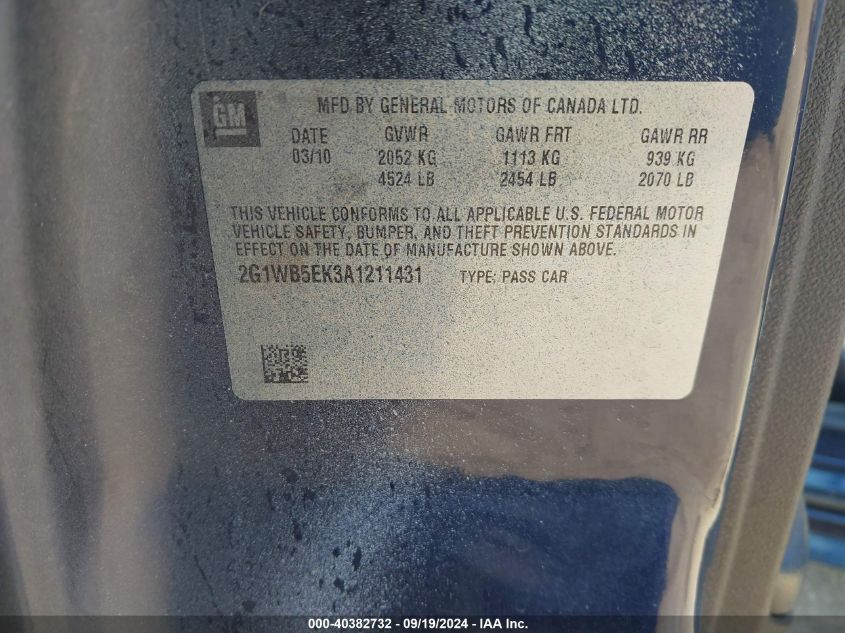 GM
MFD BY GENERAL MOTORS OF CANADA LTD.
DATE GVWR GAWR FRT GAWR RR
03/10 2052 KG 1113 KG 939 KG
4524 LB 2454 LB 2070 LB
THIS VEHICLE CONFORMS TO ALL APPLICABLE U.S. FEDERAL MOTOR
VEHICLE SAFETY, BUMPER, AND THEFT PREVENTION STANDARDS IN
EFFECT ON THE DATE OF MANUFACTURE SHOWN ABOVE.
2G1WB5EK3A1211431 TYPE: PASS CAR
000-40382732 - 09/19/2024 - IAA Inc.